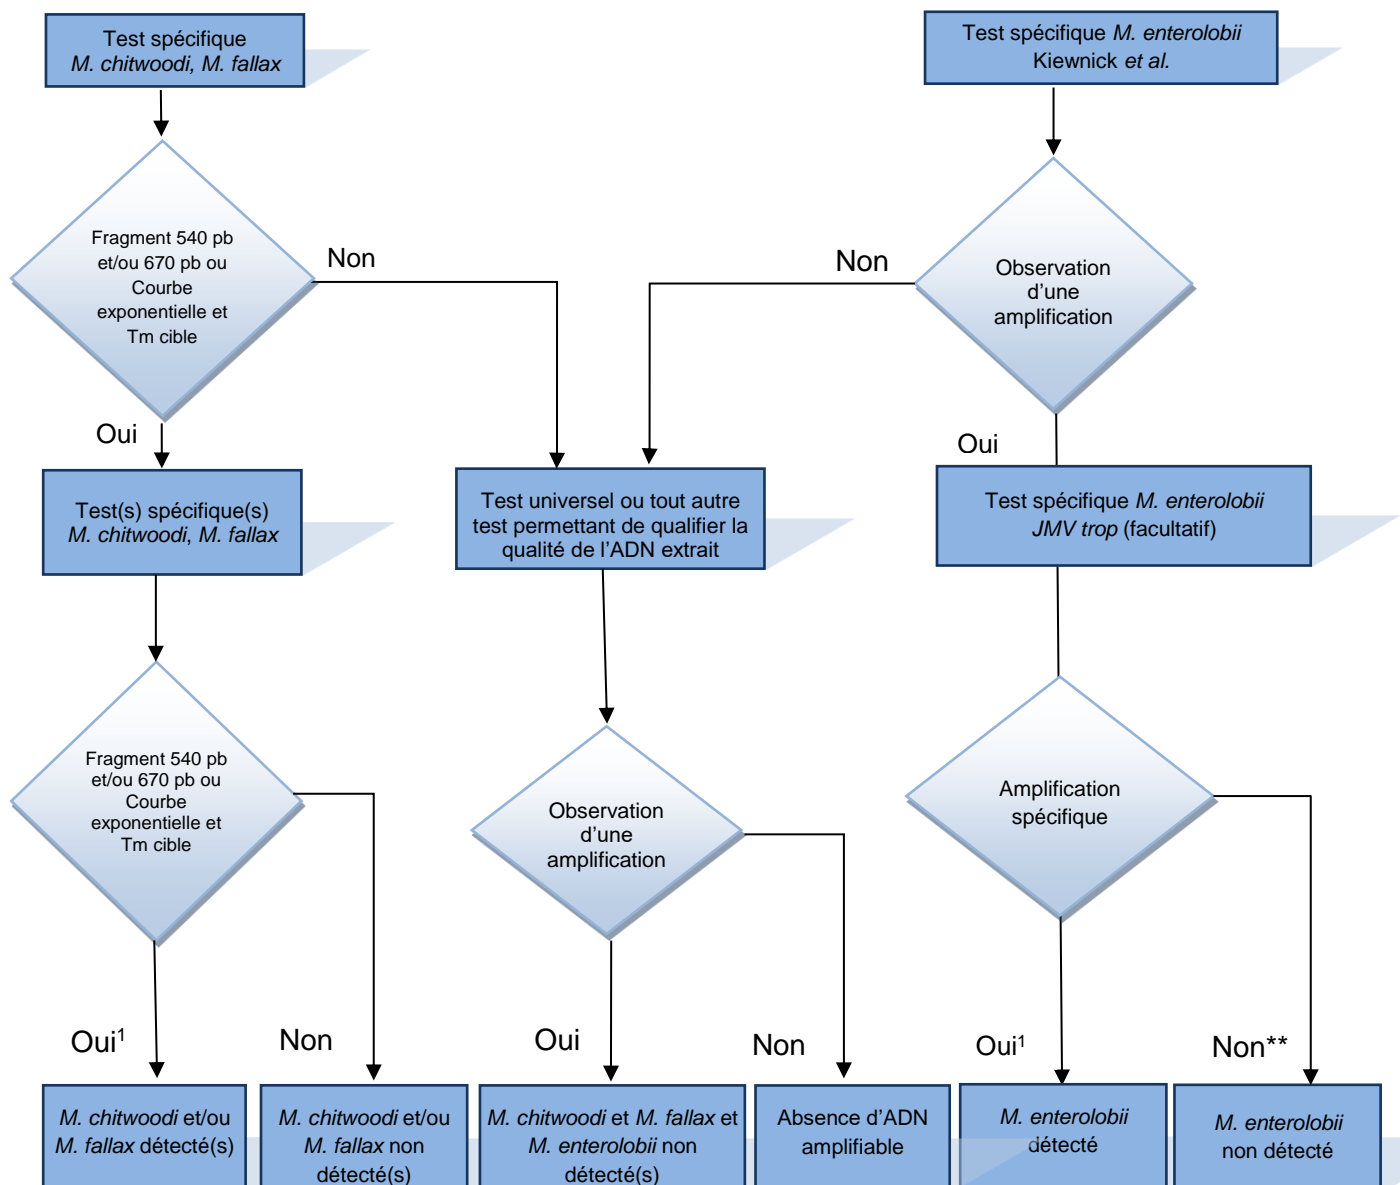 Test spécifique
M. chitwoodi, M. fallax
Test spécifique M. enterolobii
Kiewnick et al.
Fragment 540 pb
et/ou 670 pb ou
Courbe
exponentielle et
Tm cible
Non
Non
Observation
d’une
amplification
Oui
Oui
Test(s) spécifique(s)
M. chitwoodi, M. fallax
Test universel ou tout autre
test permettant de qualifier la
qualité de l’ADN extrait
Test spécifique M. enterolobii
JMV trop (facultatif)
Fragment 540 pb
et/ou 670 pb ou
Courbe
exponentielle et
Tm cible
Observation
d’une
amplification
Amplification
spécifique
Oui¹
Non
Oui
Non
Oui¹
Non**
M. chitwoodi et/ou
M. fallax détecté(s)
M. chitwoodi et/ou
M. fallax non
détecté(s)
M. chitwoodi et M. fallax et
M. enterolobii non
détecté(s)
Absence d’ADN
amplifiable
M. enterolobii
détecté
M. enterolobii
non détecté